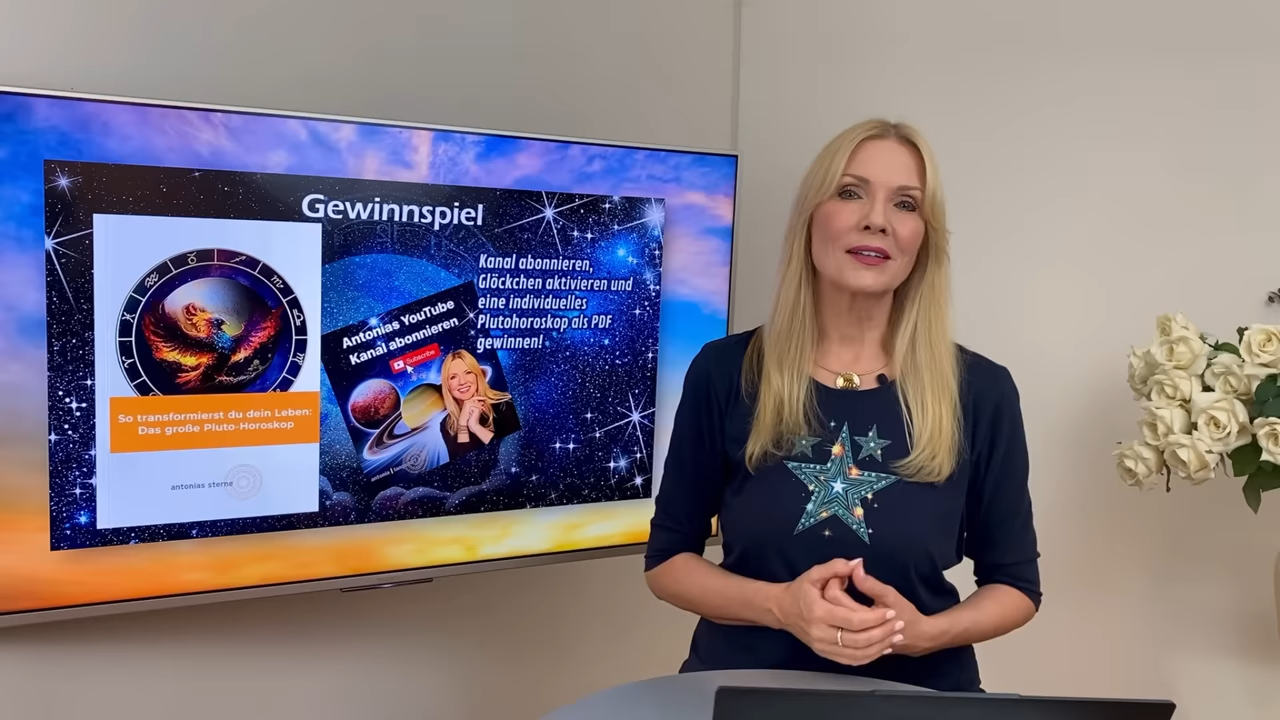 Gewinnspiel
Kanal abonnieren,
Glöckchen aktivieren und
eine individuelles
Plutohoroskop als PDF
gewinnen!
Antonias YouTube
Kanal abonnieren
Subscribe
So transformierst du dein Leben:
Das große Pluto-Horoskop
antonias sterne